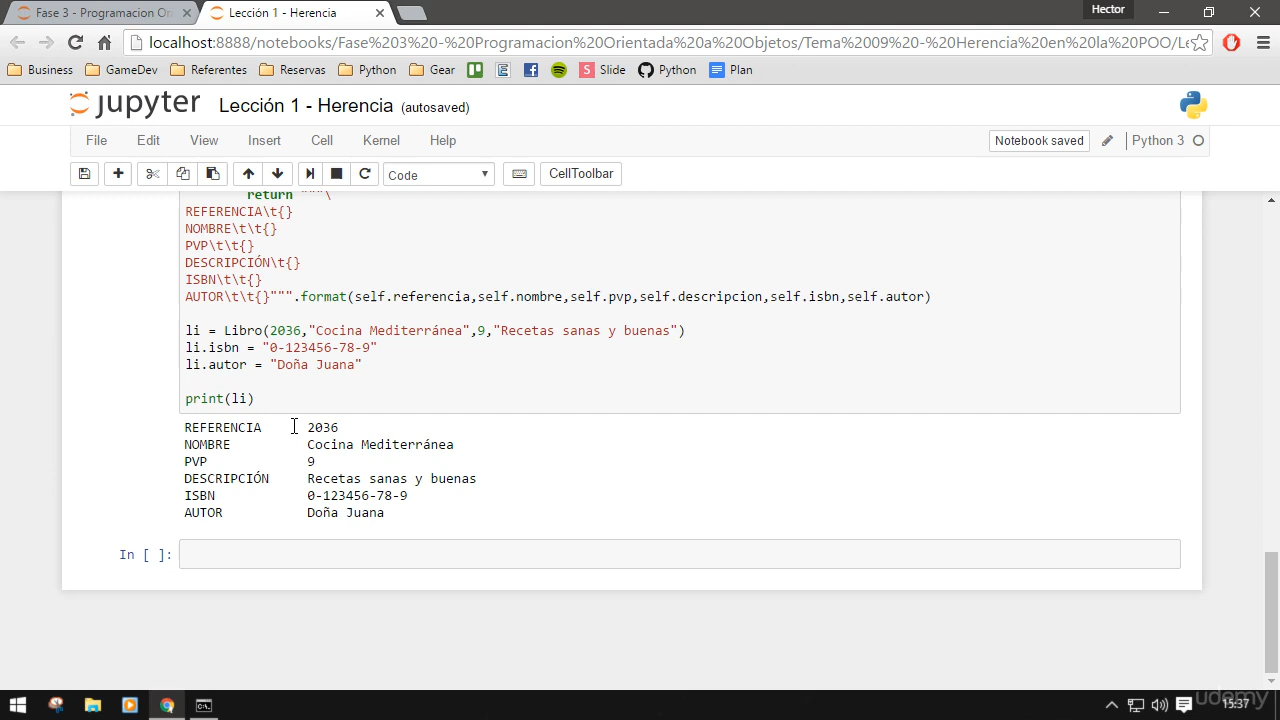 Fase 3 - Programacion On
Lección 1 - Herencia
Hector
localhost:8888/notebooks/Fase%203%20-%20Programacion%20Orientada%20a%20Objetos/Tema%2009%20-%20Herencia%20en%20la%20POO/Le
Business GameDev Referentes Reservas Python Gear Slide Python Plan
jupyter Lección 1 - Herencia (autosaved)
File Edit View Insert Cell Kernel Help Notebook saved Python 3
Code CellToolbar
return """\
REFERENCIA\t{}
NOMBRE\t\t{}
PVP\t\t{}
DESCRIPCIÓN\t{}
ISBN\t\t{}
AUTOR\t\t{}""".format(self.referencia,self.nombre,self.pvp,self.descripcion,self.isbn,self.autor)
li = Libro(2036,"Cocina Mediterránea",9,"Recetas sanas y buenas")
li.isbn = "0-123456-78-9"
li.autor = "Doña Juana"
print(li)
REFERENCIA 2036
NOMBRE Cocina Mediterránea
PVP 9
DESCRIPCIÓN Recetas sanas y buenas
ISBN 0-123456-78-9
AUTOR Doña Juana
In [ ]:
udemy
15:37